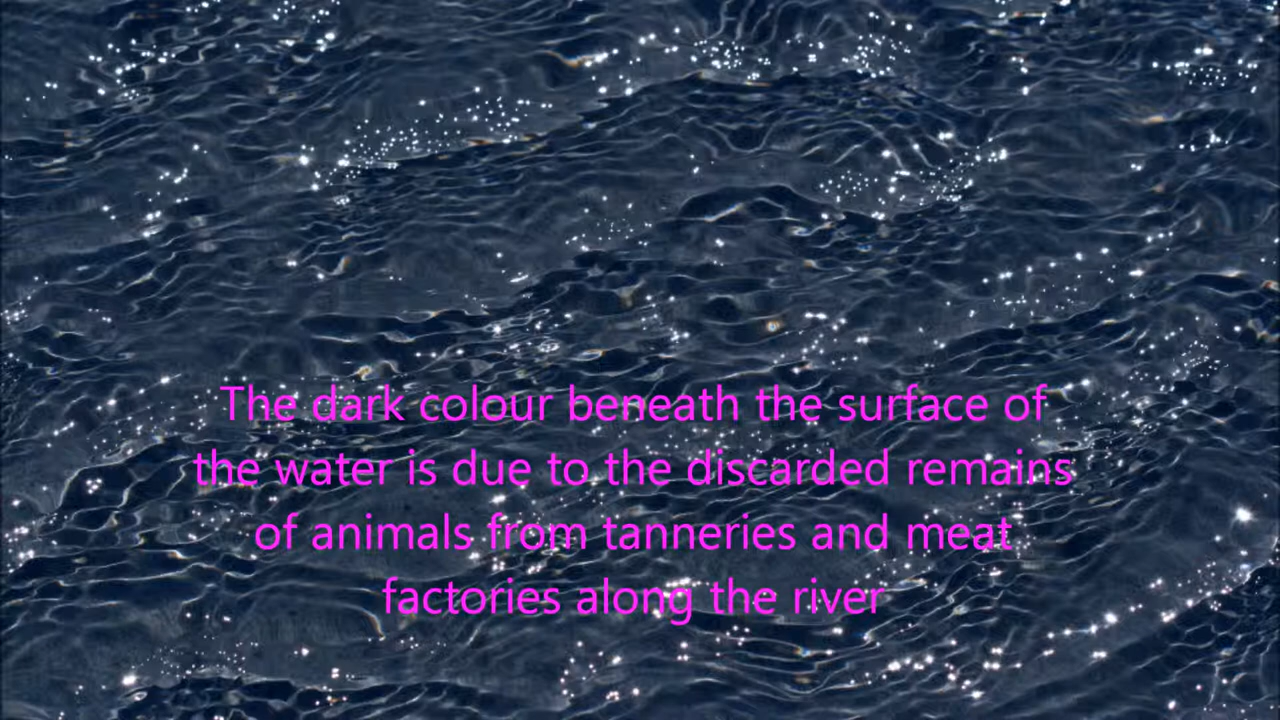 The dark colour beneath the surface of
the water is due to the discarded remains
of animals from tanneries and meat
factories along the river